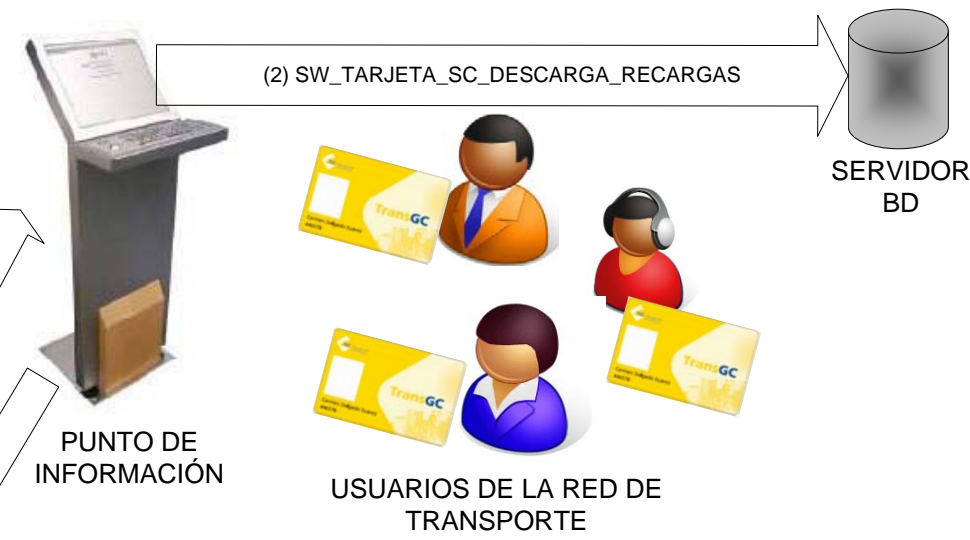 (2) SW_TARJETA_SC_DESCARGA_RECARGAS
SERVIDOR
BD
TransGC
TransGC
TransGC
PUNTO DE
INFORMACIÓN
USUARIOS DE LA RED DE
TRANSPORTE